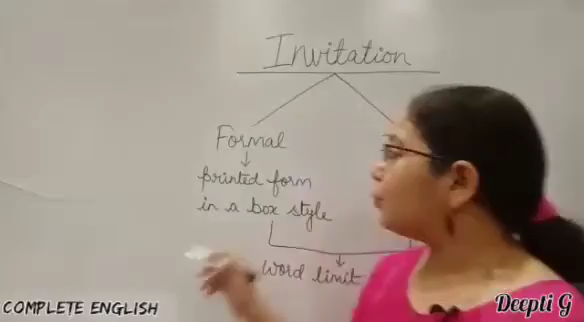 Invitation
Formal
printed form
in a box style
word limit
COMPLETE ENGLISH
Deepti G